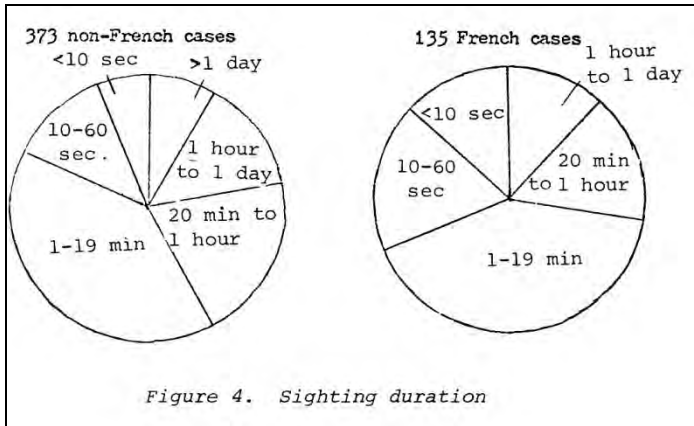 373 non-French cases
<10 sec
>1 day
10-60
sec.
1 hour
to 1 day
20 min to
1 hour
1-19 min
135 French cases
1 hour
to 1 day
<10 sec
20 min
to 1 hour
10-60
sec
1-19 min
Figure 4. Sighting duration